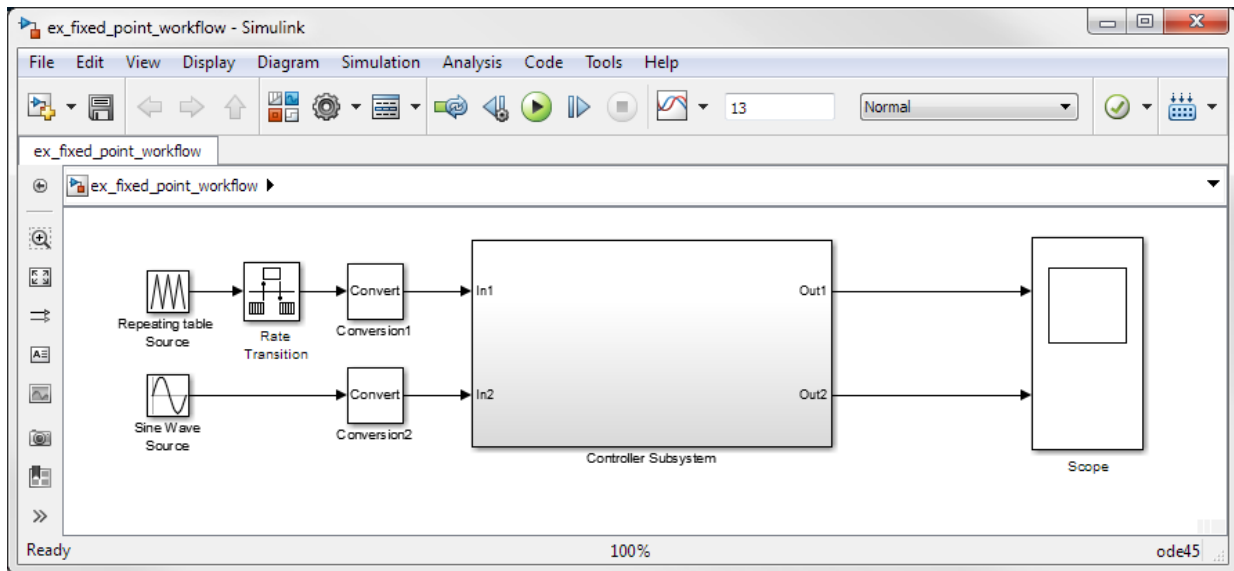 ex_fixed_point_workflow - Simulink
File Edit View Display Diagram Simulation Analysis Code Tools Help
13
Normal
ex_fixed_point_workflow
ex_fixed_point_workflow
Convert
In1
Out1
Repeating table
Source
Rate
Transition
Conversion1
Convert
In2
Out2
Sine Wave
Source
Conversion2
Controller Subsystem
Scope
Ready
100%
ode45